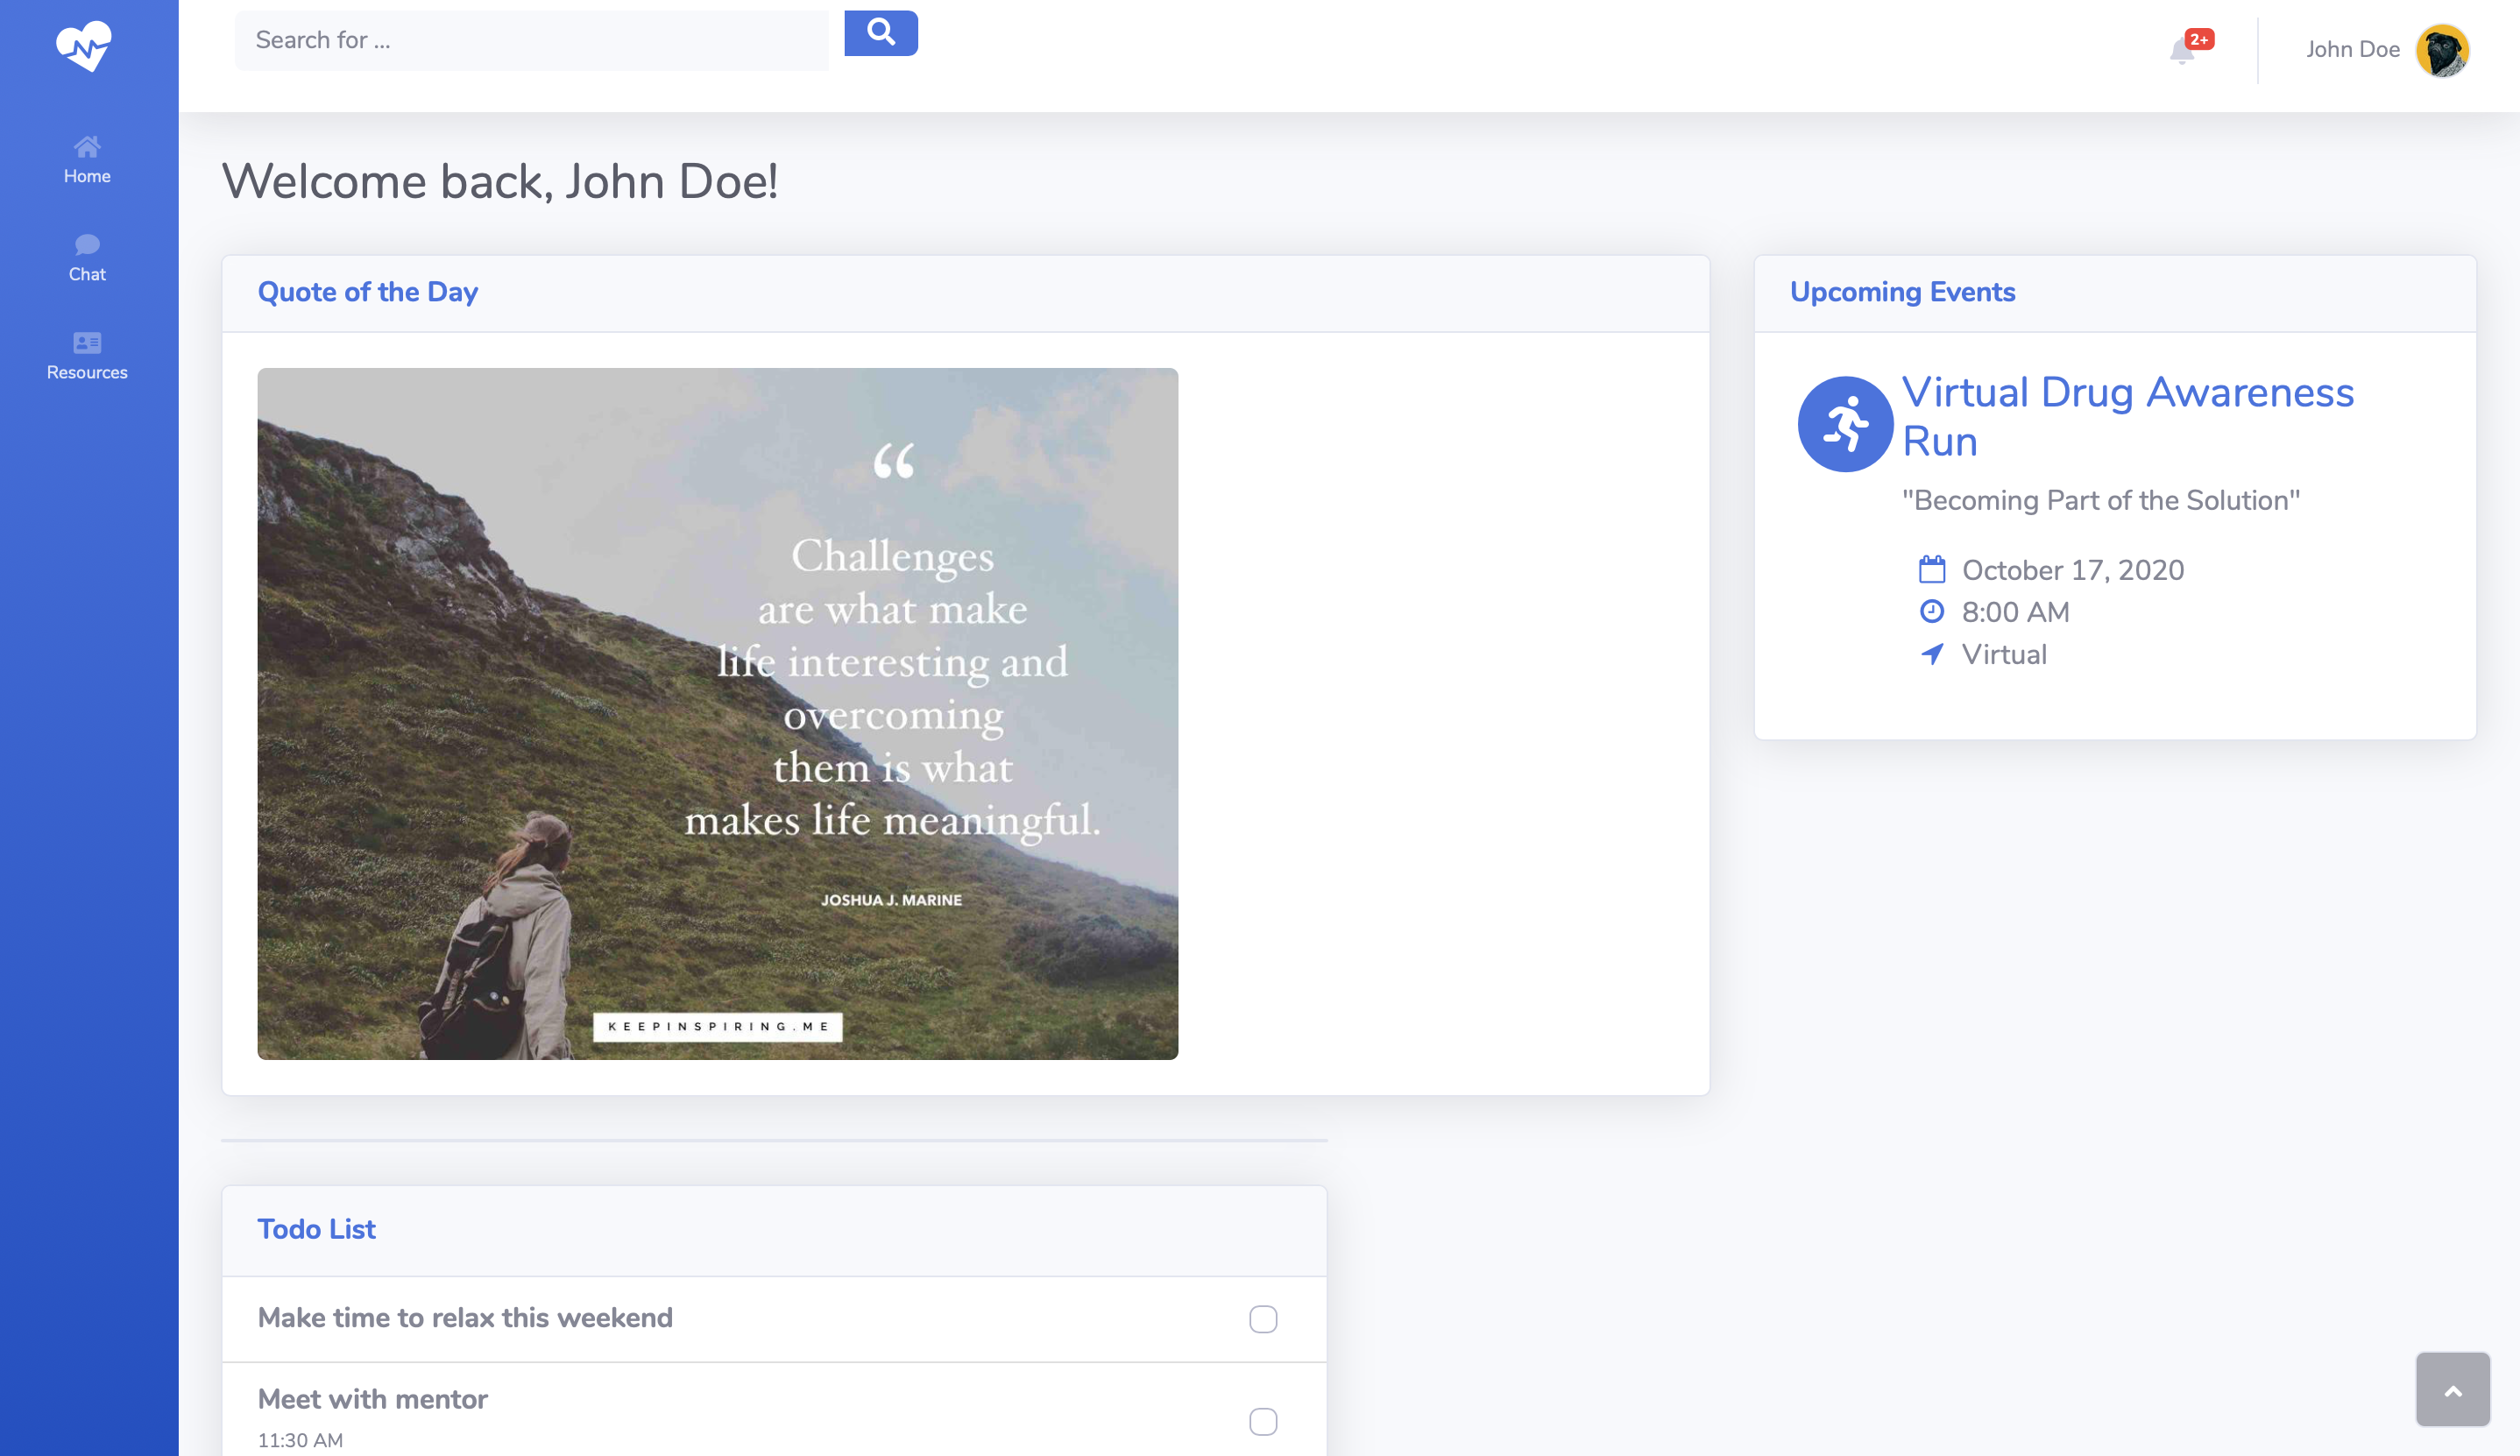 Search for ...
2+
John Doe
Home
Chat
Resources
Welcome back, John Doe!
Quote of the Day
“
Challenges
are what make
life interesting and
overcoming
them is what
makes life meaningful.
JOSHUA J. MARINE
KEEPINSPIRING.ME
Upcoming Events
Virtual Drug Awareness
Run
"Becoming Part of the Solution"
October 17, 2020
8:00 AM
Virtual
Todo List
Make time to relax this weekend
Meet with mentor
11:30 AM